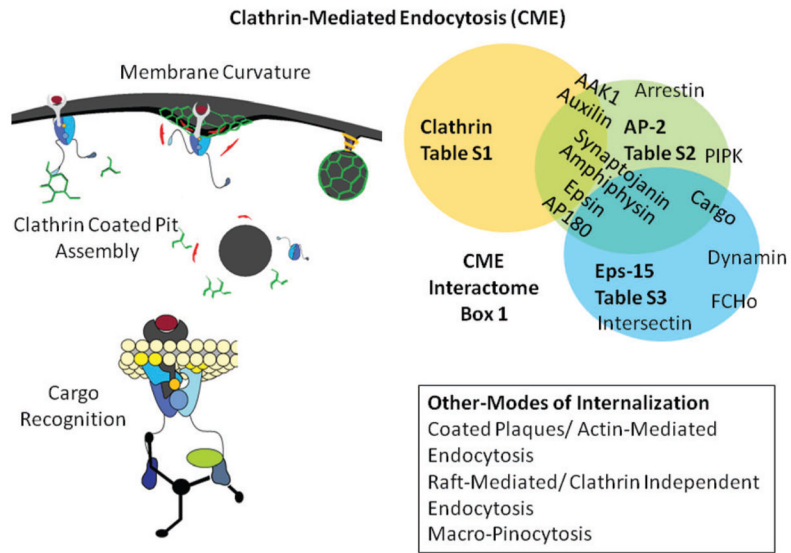 Clathrin-Mediated Endocytosis (CME)
Membrane Curvature
Clathrin Coated Pit
Assembly
Cargo
Recognition
Clathrin
Table S1
AAK1
Auxilin
Arrestin
AP-2
Table S2
PIPK
Synaptojanin
Amphiphysin
Epsin
AP180
Cargo
Dynamin
Eps-15
Table S3
FCHo
Intersectin
CME
Interactome
Box 1
Other-Modes of Internalization
Coated Plaques/ Actin-Mediated
Endocytosis
Raft-Mediated/ Clathrin Independent
Endocytosis
Macro-Pinocytosis